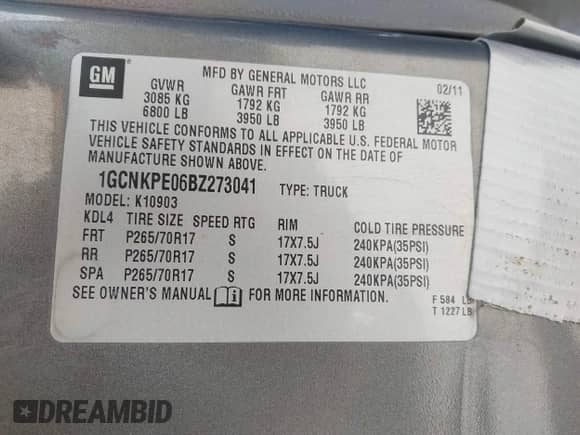 GM
MFD BY GENERAL MOTORS LLC
02/11
GVWR GAWR FRT GAWR RR
3085 KG 1792 KG 1792 KG
6800 LB 3950 LB 3950 LB
THIS VEHICLE CONFORMS TO ALL APPLICABLE U.S. FEDERAL MOTOR
VEHICLE SAFETY STANDARDS IN EFFECT ON THE DATE OF
MANUFACTURE SHOWN ABOVE.
1GCNKPE06BZ273041 TYPE: TRUCK
MODEL: K10903
KDL4 TIRE SIZE SPEED RTG RIM COLD TIRE PRESSURE
FRT P265/70R17 S 17X7.5J 240KPA(35PSI)
RR P265/70R17 S 17X7.5J 240KPA(35PSI)
SPA P265/70R17 S 17X7.5J 240KPA(35PSI)
SEE OWNER'S MANUAL FOR MORE INFORMATION.
F 584 LB
T 1227 LB
DREAMBID